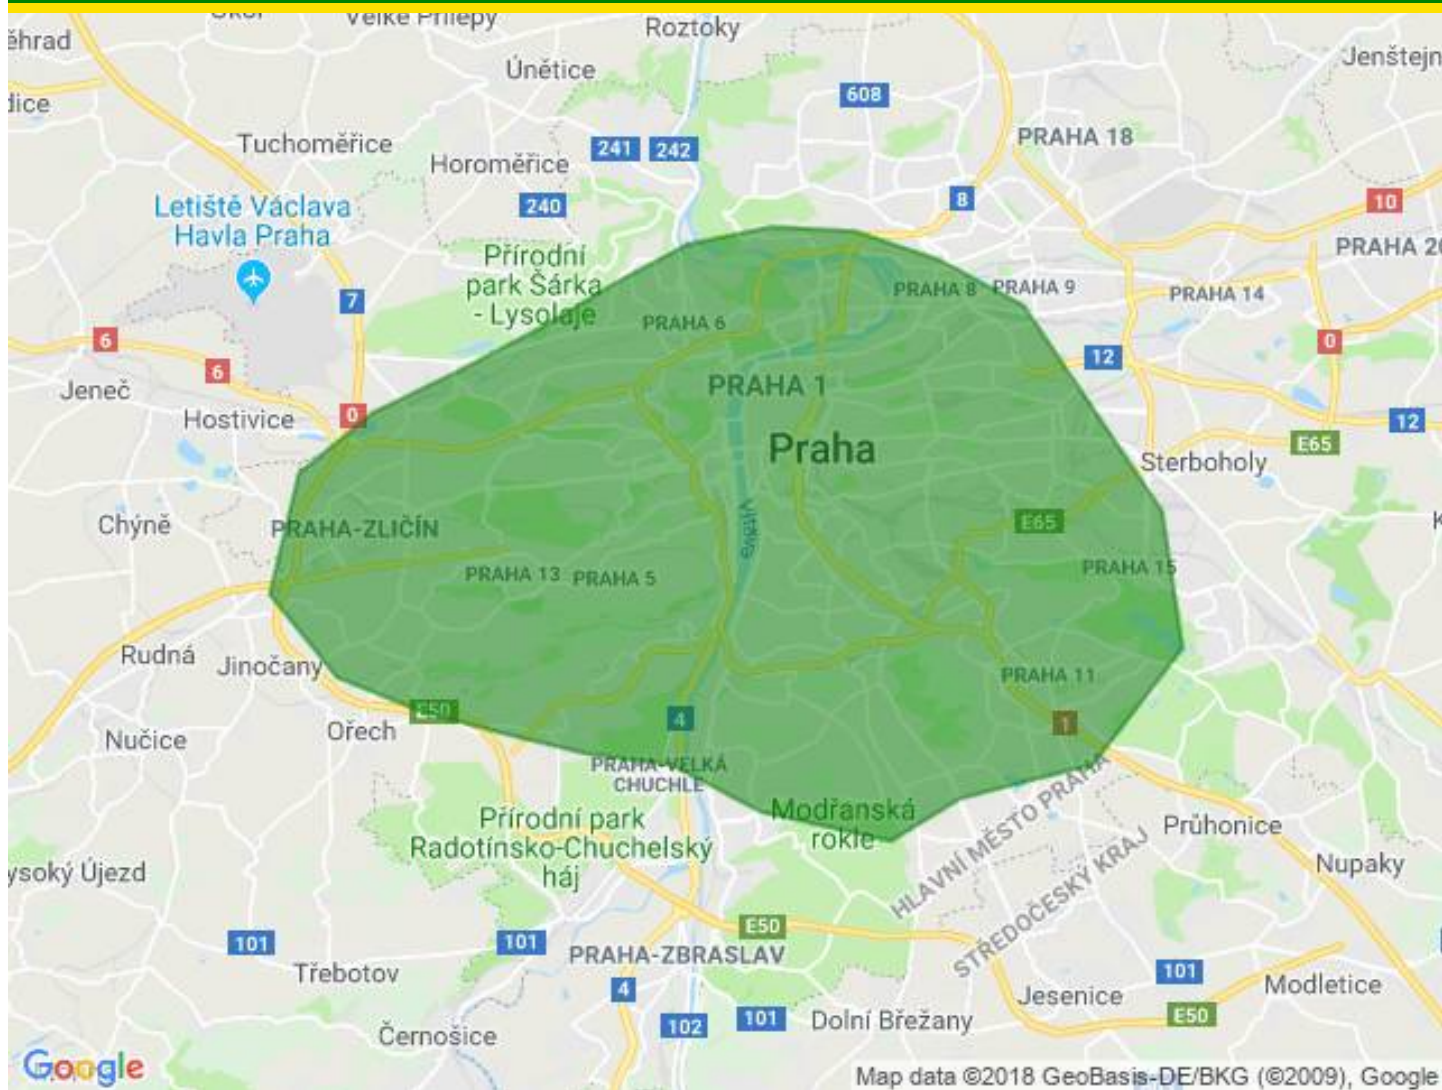 Velké Přílepy
Roztoky
ěhrad
Únětice
Jenštejn
608
dice
PRAHA 18
Tuchoměřice
241
242
Horoměřice
240
8
10
Letiště Václava
Havla Praha
PRAHA 20
Přírodní
park Šárka
- Lysolaje
PRAHA 8
PRAHA 9
PRAHA 14
7
PRAHA 6
6
0
12
6
Jeneč
PRAHA 1
Hostivice
0
12
E65
Praha
Sterboholy
Chýně
PRAHA-ZLIČÍN
Vltava
E65
K
PRAHA 13
PRAHA 5
PRAHA 15
Rudná
Jinočany
PRAHA 11
E50
4
1
Ořech
Nučice
PRAHA-VELKÁ
CHUCHLE
Přírodní park
Radotínsko-Chuchelský
háj
Modřanská
rokle
HLAVNÍ MĚSTO PRAHA
STŘEDOČESKÝ KRAJ
Průhonice
Nupaky
ysoký Újezd
101
101
E50
PRAHA-ZBRASLAV
Třebotov
4
101
Modletice
Jesenice
E50
102
101
Dolní Břežany
Černošice
Google
Map data ©2018 GeoBasis-DE/BKG (©2009), Google